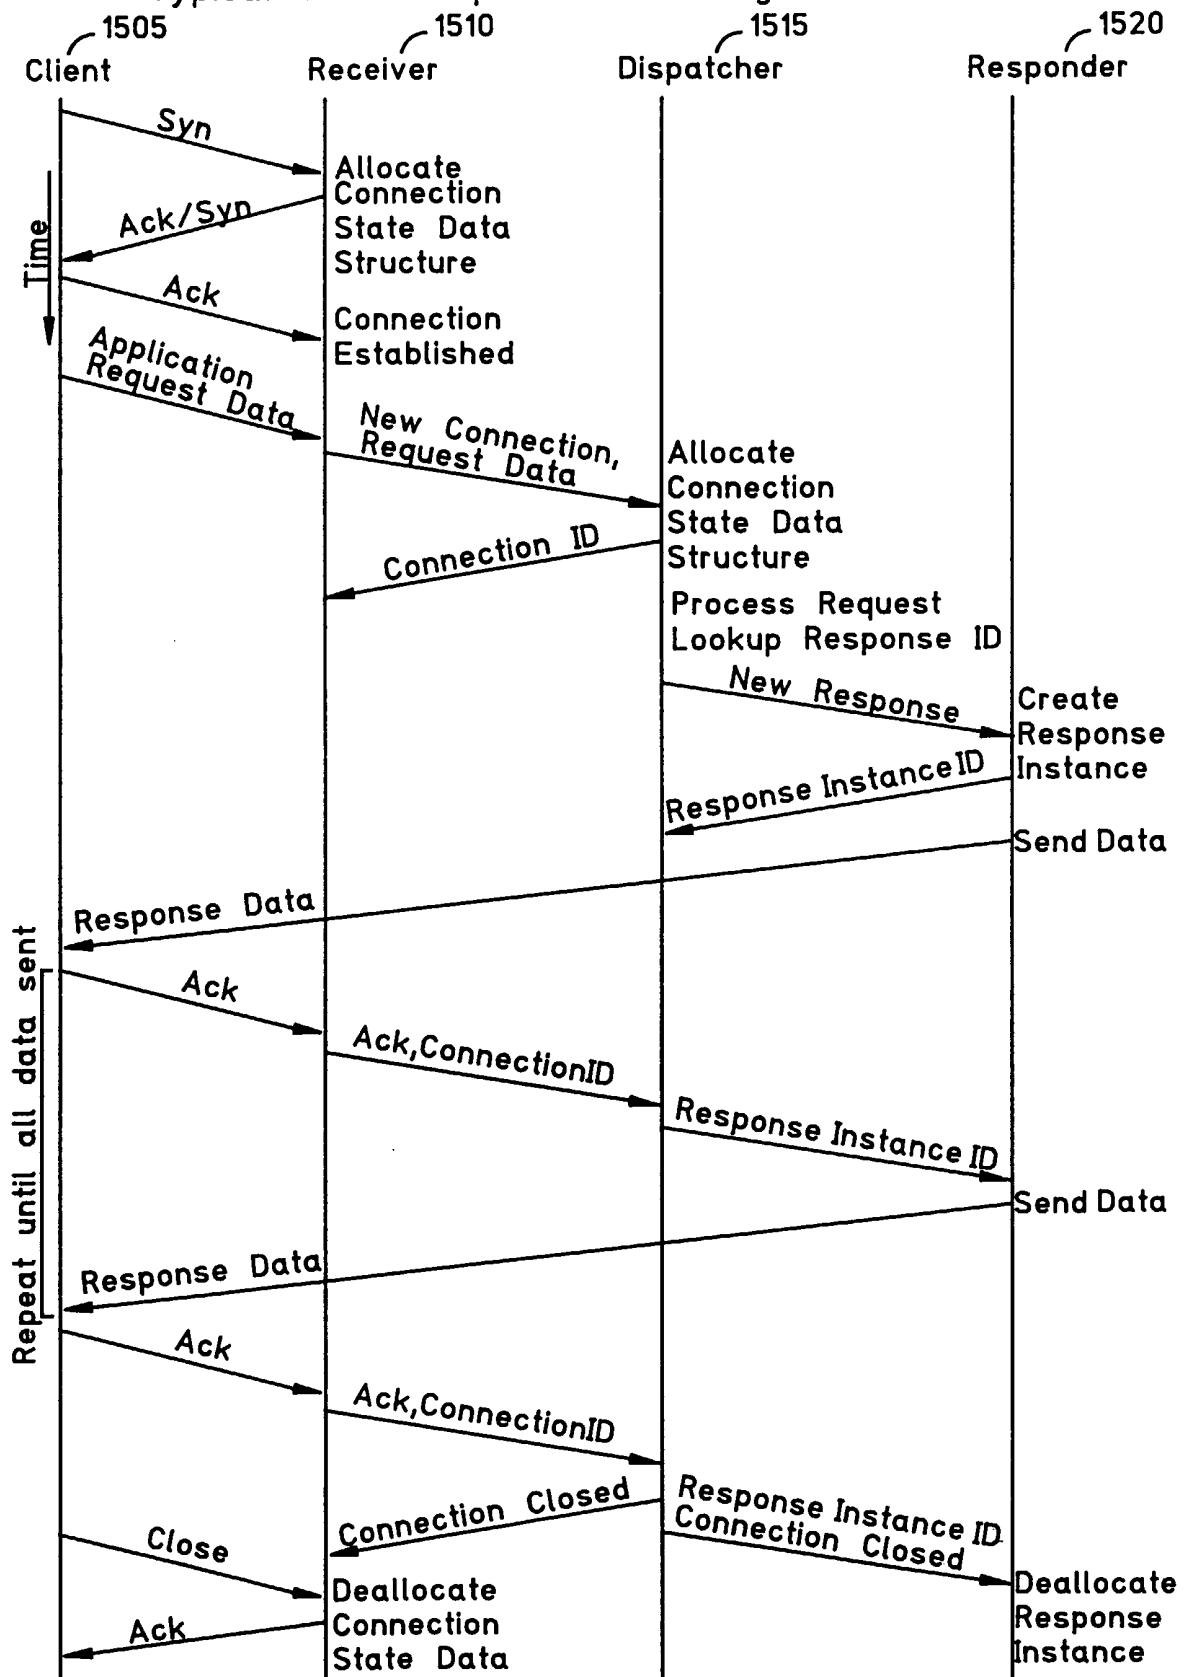 1505
1510
1515
1520
Client
Receiver
Dispatcher
Responder
Syn
Allocate
Connection
State Data
Structure
Ack/Syn
Time
Ack
Connection
Established
Application
Request Data
New Connection,
Request Data
Allocate
Connection
State Data
Structure
Connection ID
Process Request
Lookup Response ID
New Response
Create
Response
Instance
Response Instance ID
Send Data
Response Data
Repeat until all data sent
Ack
Ack,Connection ID
Response Instance ID
Send Data
Response Data
Ack
Ack,Connection ID
Connection Closed
Response Instance ID
Connection Closed
Close
Deallocate
Connection
State Data
Deallocate
Response
Instance
Ack